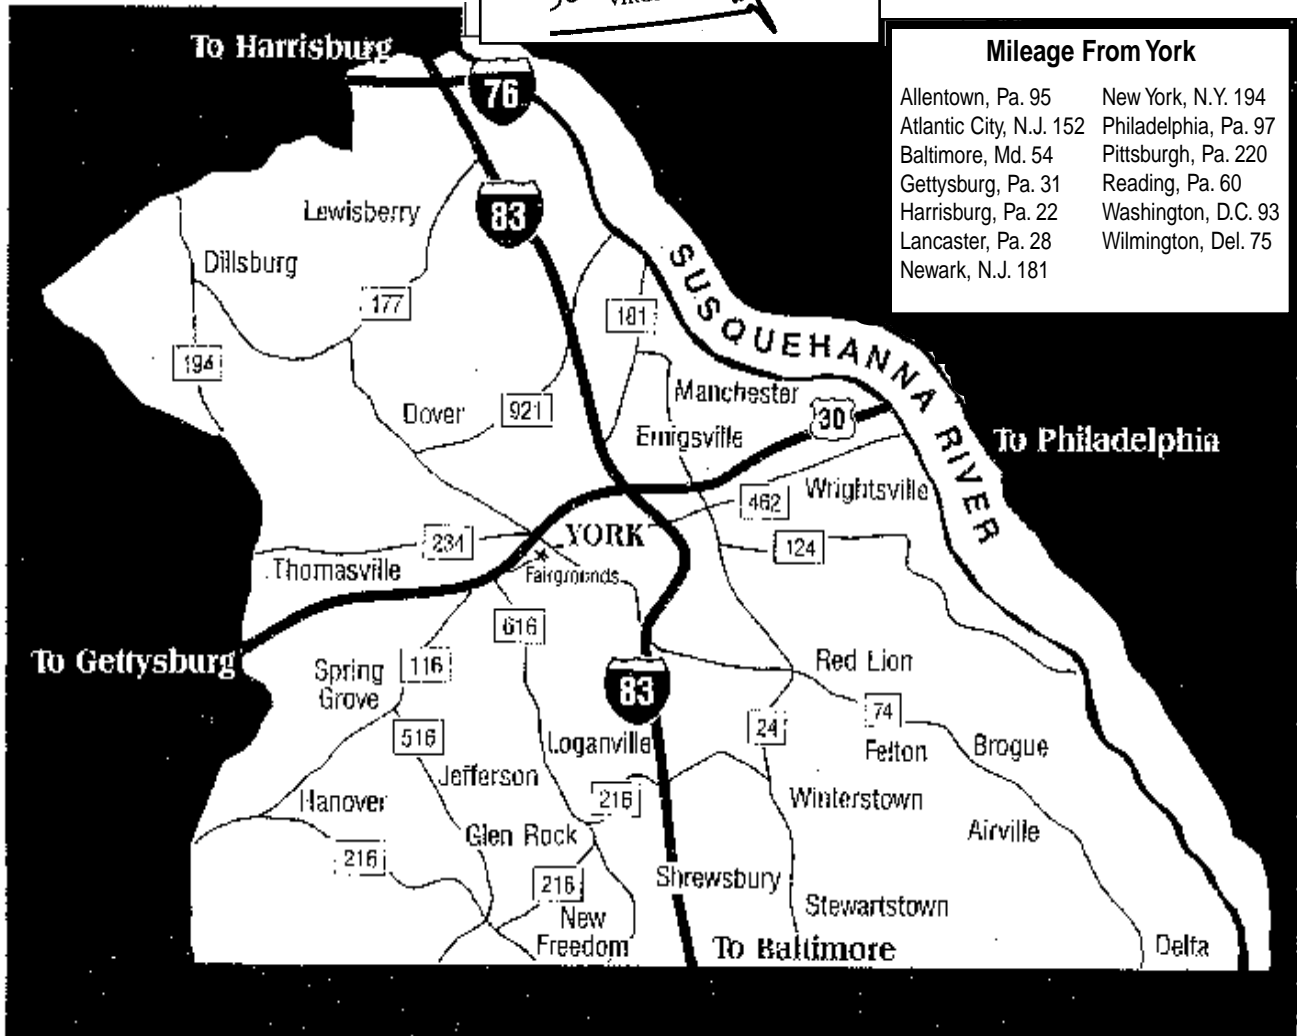 To Harrisburg
76
Mileage From York
Allentown, Pa. 95
Atlantic City, N.J. 152
Baltimore, Md. 54
Gettysburg, Pa. 31
Harrisburg, Pa. 22
Lancaster, Pa. 28
Newark, N.J. 181
New York, N.Y. 194
Philadelphia, Pa. 97
Pittsburgh, Pa. 220
Reading, Pa. 60
Washington, D.C. 93
Wilmington, Del. 75
83
Lewisberry
Dillsburg
177
181
194
SUSQUEHANNA RIVER
Manchester
Dover
921
30
Emigsville
To Philadelphia
Wrightsville
462
234
YORK
124
Thomasville
Fairgrounds
616
To Gettysburg
Spring
Grove
116
Red Lion
83
74
24
516
Loganville
Felton
Brogue
Jefferson
Hanover
216
Winterstown
Glen Rock
Airville
216
216
Shrewsbury
New
Freedom
Stewartstown
To Baltimore
Delta